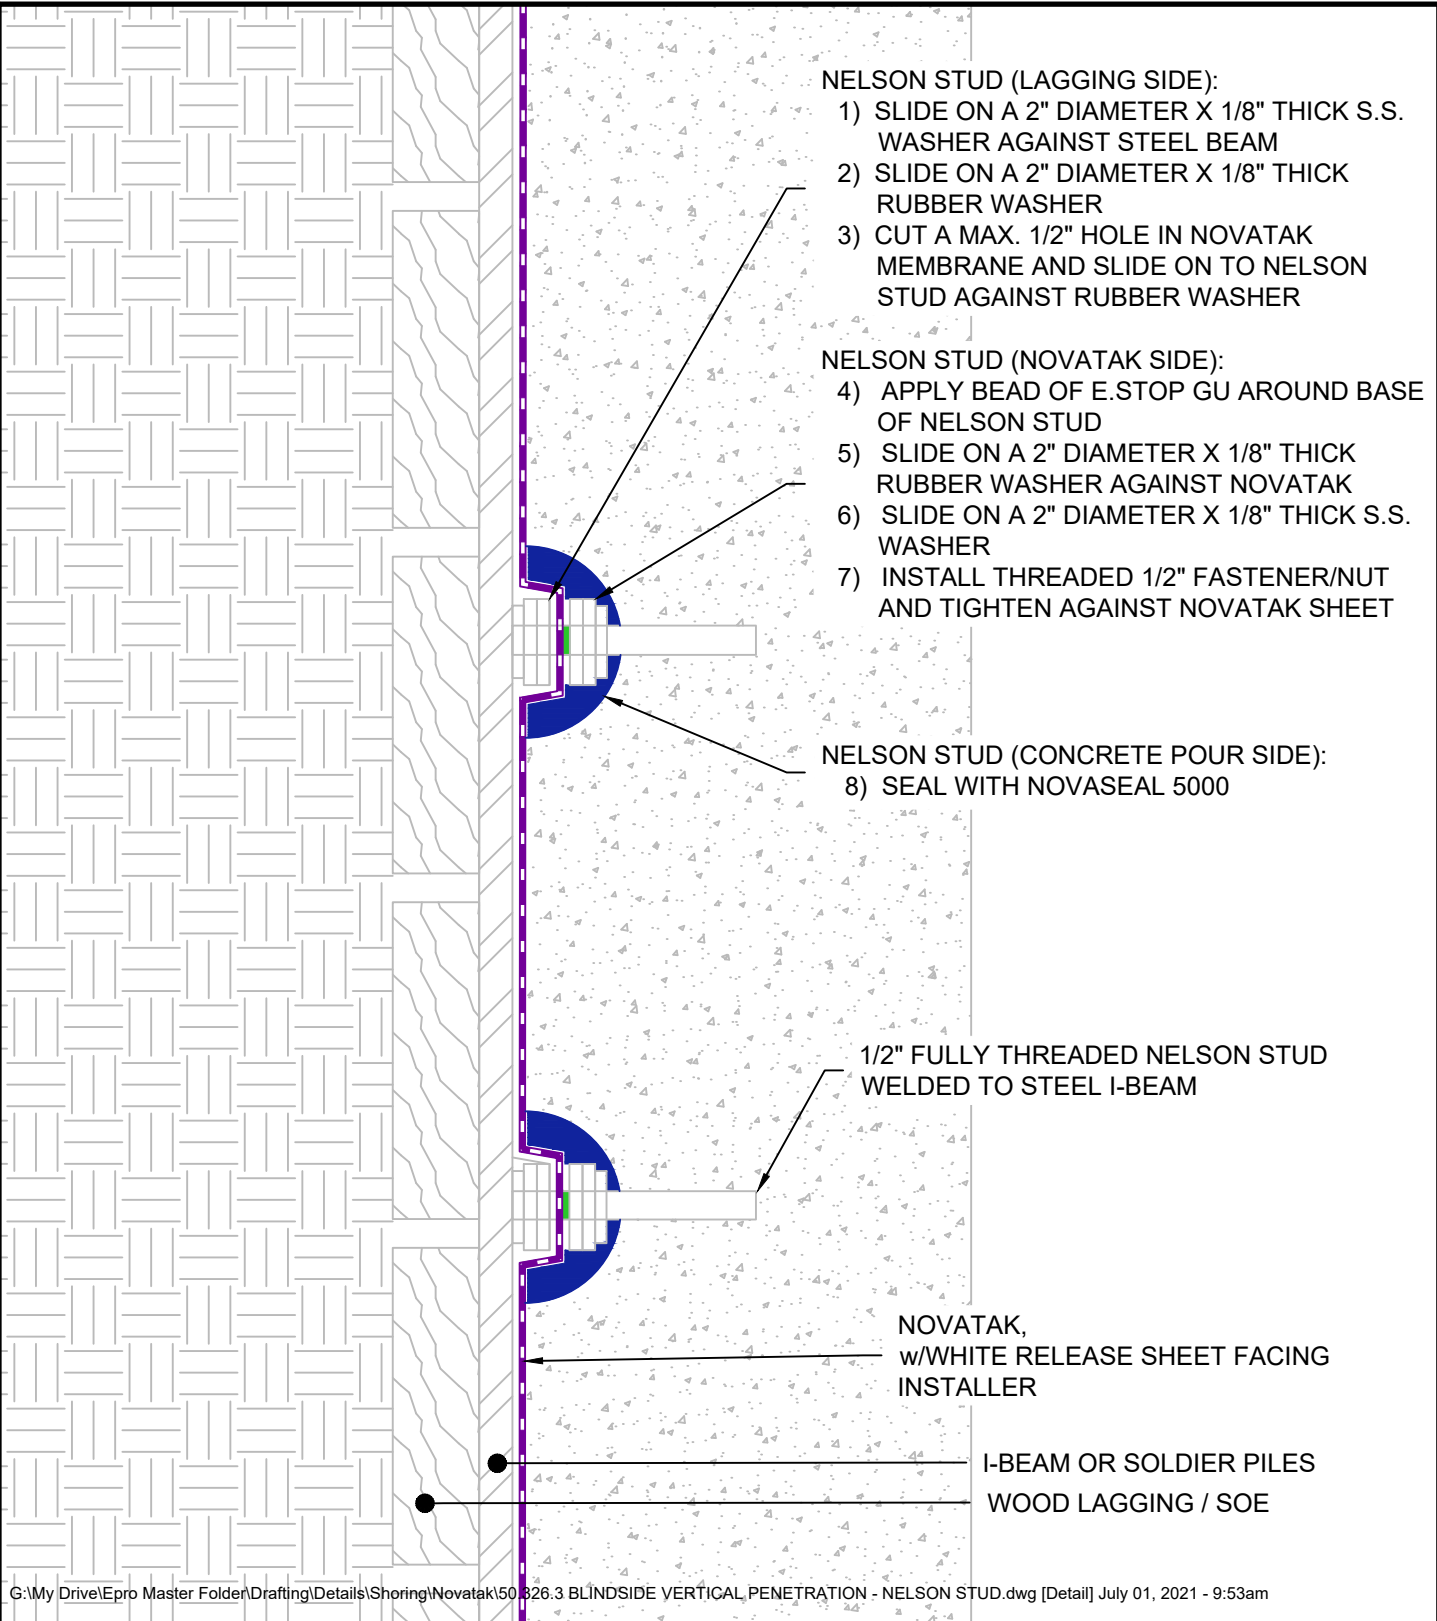 NELSON STUD (LAGGING SIDE):
1) SLIDE ON A 2" DIAMETER X 1/8" THICK S.S.
WASHER AGAINST STEEL BEAM
2) SLIDE ON A 2" DIAMETER X 1/8" THICK
RUBBER WASHER
3) CUT A MAX. 1/2" HOLE IN NOVATAK
MEMBRANE AND SLIDE ON TO NELSON
STUD AGAINST RUBBER WASHER
NELSON STUD (NOVATAK SIDE):
4) APPLY BEAD OF E.STOP GU AROUND BASE
OF NELSON STUD
5) SLIDE ON A 2" DIAMETER X 1/8" THICK
RUBBER WASHER AGAINST NOVATAK
6) SLIDE ON A 2" DIAMETER X 1/8" THICK S.S.
WASHER
7) INSTALL THREADED 1/2" FASTENER/NUT
AND TIGHTEN AGAINST NOVATAK SHEET
NELSON STUD (CONCRETE POUR SIDE):
8) SEAL WITH NOVASEAL 5000
1/2" FULLY THREADED NELSON STUD
WELDED TO STEEL I-BEAM
NOVATAK,
w/WHITE RELEASE SHEET FACING
INSTALLER
I-BEAM OR SOLDIER PILES
WOOD LAGGING / SOE
G:\My Drive\Epro Master Folder\Drafting\Details\Shoring\Novatak\50.326.3 BLINDSIDE VERTICAL PENETRATION - NELSON STUD.dwg [Detail] July 01, 2021 - 9:53am